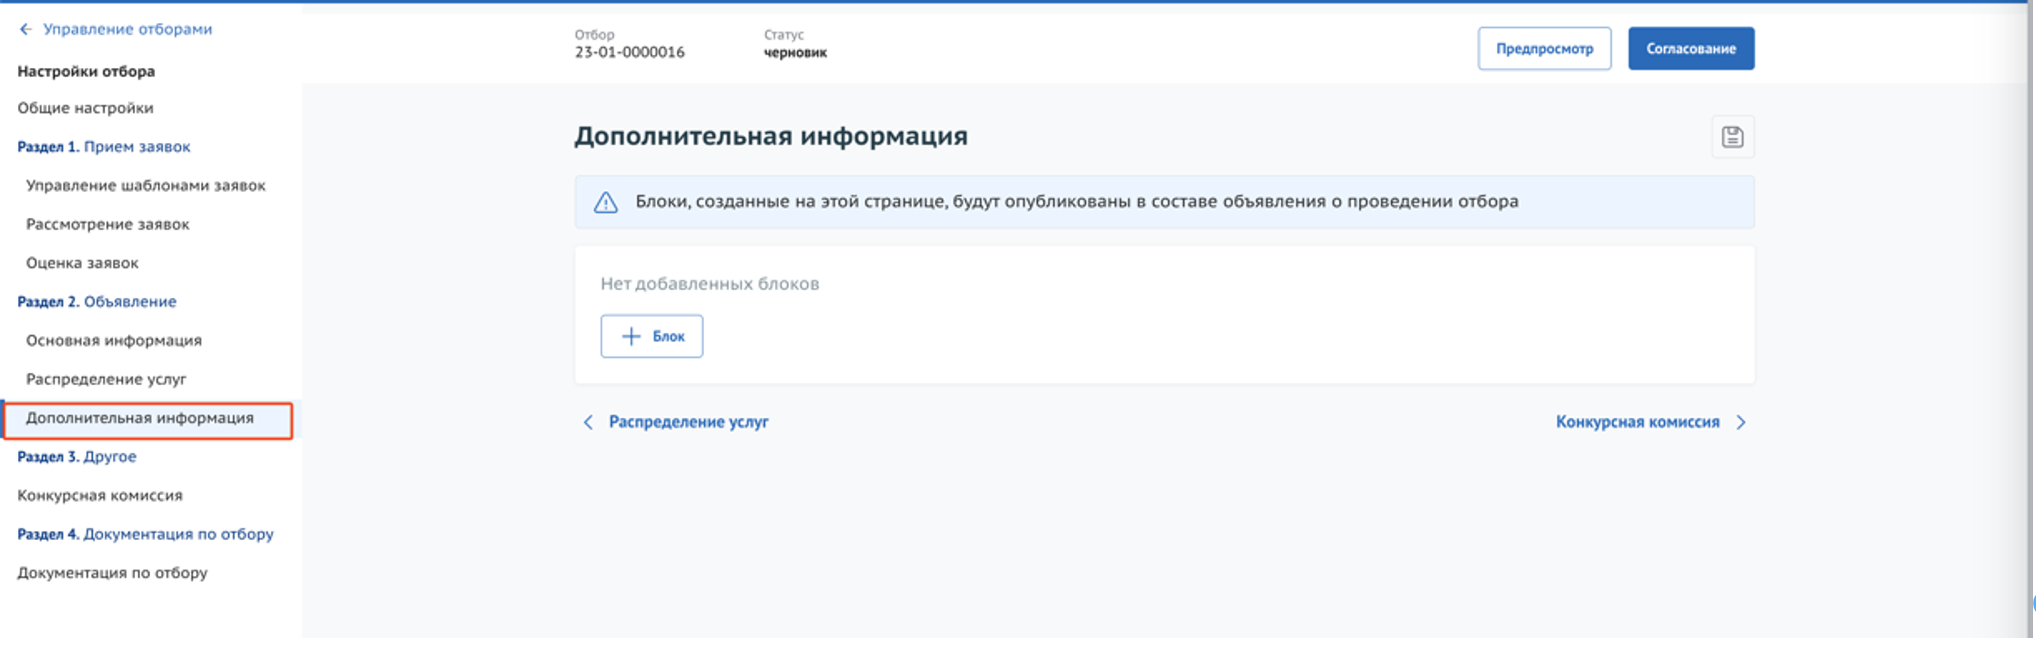 Управление отборами
Настройки отбора
Общие настройки
Раздел 1. Прием заявок
Управление шаблонами заявок
Рассмотрение заявок
Оценка заявок
Раздел 2. Объявление
Основная информация
Распределение услуг
Дополнительная информация
Раздел 3. Другое
Конкурсная комиссия
Раздел 4. Документация по отбору
Документация по отбору
Отбор
23-01-0000016
Статус
черновик
Предпросмотр
Согласование
Дополнительная информация
Блоки, созданные на этой странице, будут опубликованы в составе объявления о проведении отбора
Нет добавленных блоков
Блок
Распределение услуг
Конкурсная комиссия